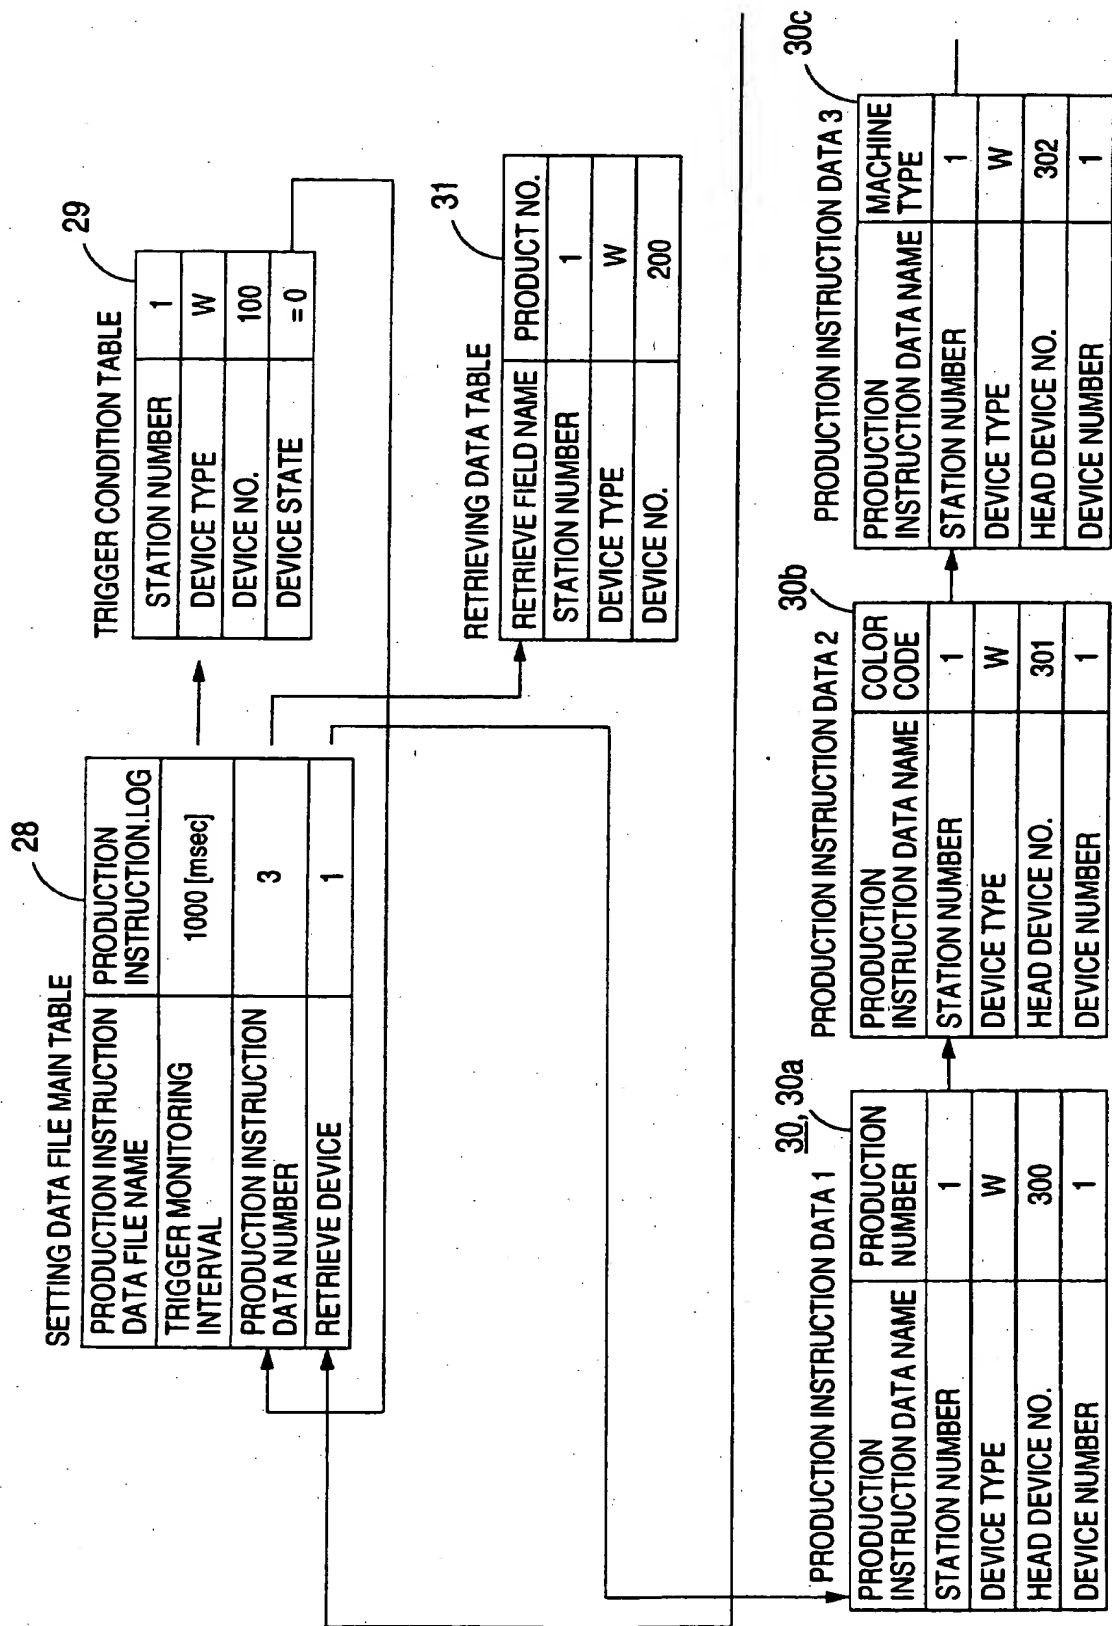 SETTING DATA FILE MAIN TABLE
28
PRODUCTION INSTRUCTION
DATA FILE NAME
PRODUCTION
INSTRUCTION.LOG
TRIGGER MONITORING
INTERVAL
1000 [msec]
PRODUCTION INSTRUCTION
DATA NUMBER
3
RETRIEVE DEVICE
1
TRIGGER CONDITION TABLE
29
STATION NUMBER
1
DEVICE TYPE
W
DEVICE NO.
100
DEVICE STATE
= 0
RETRIEVING DATA TABLE
31
RETRIEVE FIELD NAME
PRODUCT NO.
STATION NUMBER
1
DEVICE TYPE
W
DEVICE NO.
200
PRODUCTION INSTRUCTION DATA 1
30, 30a
PRODUCTION
INSTRUCTION DATA NAME
PRODUCTION
NUMBER
STATION NUMBER
1
DEVICE TYPE
W
HEAD DEVICE NO.
300
DEVICE NUMBER
1
PRODUCTION INSTRUCTION DATA 2
30b
PRODUCTION
INSTRUCTION DATA NAME
COLOR
CODE
STATION NUMBER
1
DEVICE TYPE
W
HEAD DEVICE NO.
301
DEVICE NUMBER
1
PRODUCTION INSTRUCTION DATA 3
30c
PRODUCTION
INSTRUCTION DATA NAME
MACHINE
TYPE
STATION NUMBER
1
DEVICE TYPE
W
HEAD DEVICE NO.
302
DEVICE NUMBER
1